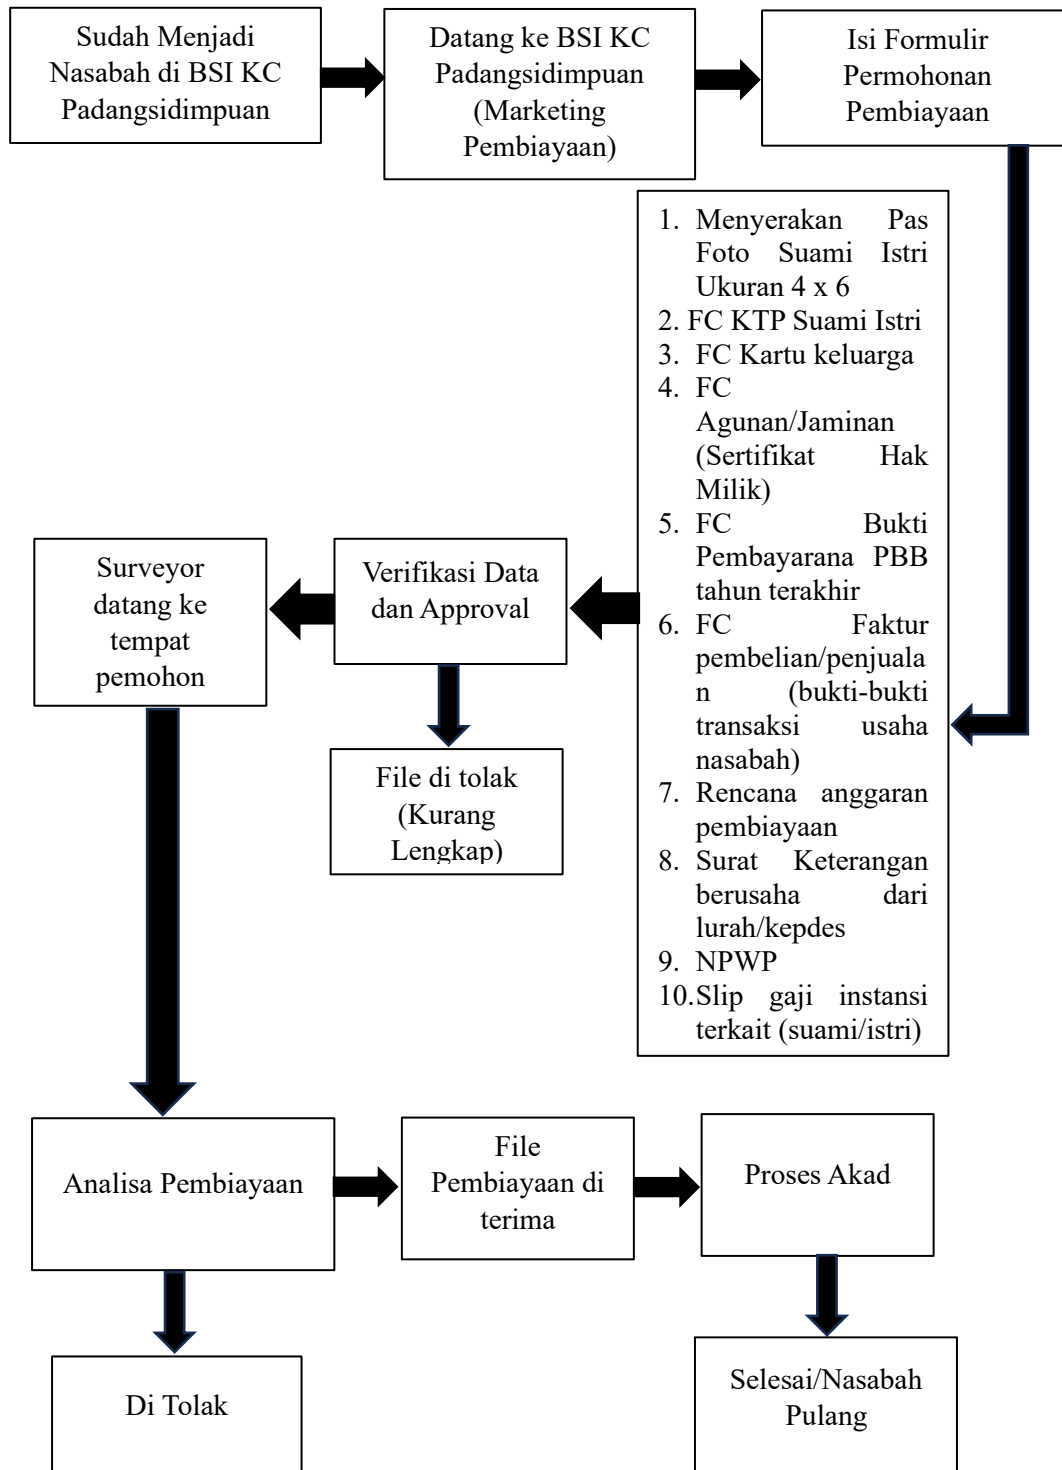 Sudah Menjadi
Nasabah di BSI KC
Padangsidimpuan
Datang ke BSI KC
Padangsidimpuan
(Marketing
Pembiayaan)
Isi Formulir
Permohonan
Pembiayaan
1. Menyerakan Pas
Foto Suami Istri
Ukuran 4 x 6
2. FC KTP Suami Istri
3. FC Kartu keluarga
4. FC
Agunan/Jaminan
(Sertifikat Hak
Milik)
5. FC Bukti
Pembayarana PBB
tahun terakhir
6. FC Faktur
pembelian/penjuala
n (bukti-bukti
transaksi usaha
nasabah)
7. Rencana anggaran
pembiayaan
8. Surat Keterangan
berusaha dari
lurah/kepdes
9. NPWP
10.Slip gaji instansi
terkait (suami/istri)
Verifikasi Data
dan Approval
Surveyor
datang ke
tempat
pemohon
File di tolak
(Kurang
Lengkap)
Analisa Pembiayaan
File
Pembiayaan di
terima
Proses Akad
Di Tolak
Selesai/Nasabah
Pulang